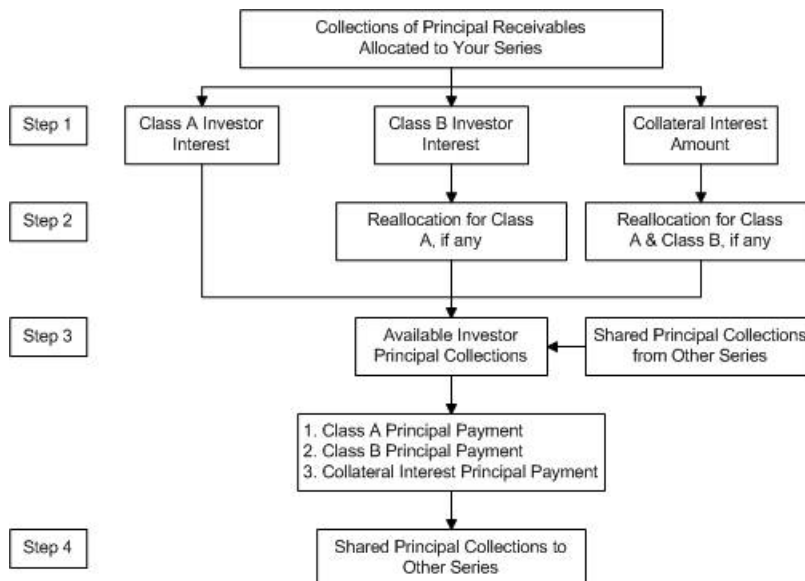 Collections of Principal Receivables
Allocated to Your Series
Step 1
Class A Investor
Interest
Class B Investor
Interest
Collateral Interest
Amount
Step 2
Reallocation for Class
A, if any
Reallocation for Class
A & Class B, if any
Step 3
Available Investor
Principal Collections
Shared Principal Collections
from Other Series
1. Class A Principal Payment
2. Class B Principal Payment
3. Collateral Interest Principal Payment
Step 4
Shared Principal Collections to
Other Series